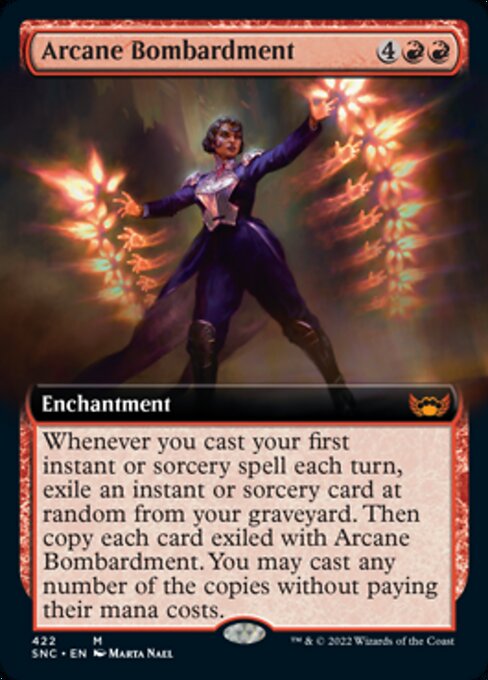 Arcane Bombardment 4
Enchantment
Whenever you cast your first
instant or sorcery spell each turn,
exile an instant or sorcery card at
random from your graveyard. Then
copy each card exiled with Arcane
Bombardment. You may cast any
number of the copies without paying
their mana costs.
422 M
SNC • EN MARTA NAEL
™ & © 2022 Wizards of the Coast